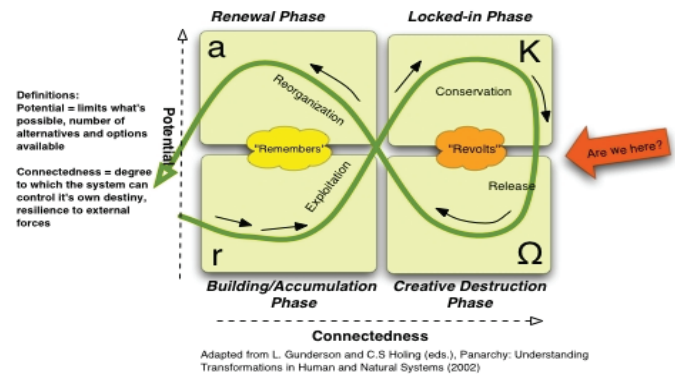 Renewal Phase
Locked-in Phase
a
K
Reorganization
Conservation
Definitions:
Potential = limits what's
possible, number of
alternatives and options
available
Connectedness = degree
to which the system can
control it's own destiny,
resilience to external
forces
Potential
"Remembers"
"Revolts"
Are we here?
Exploitation
Release
r
Ω
Building/Accumulation
Phase
Creative Destruction
Phase
Connectedness
Adapted from L. Gunderson and C.S Holing (eds.), Panarchy: Understanding
Transformations in Human and Natural Systems (2002)